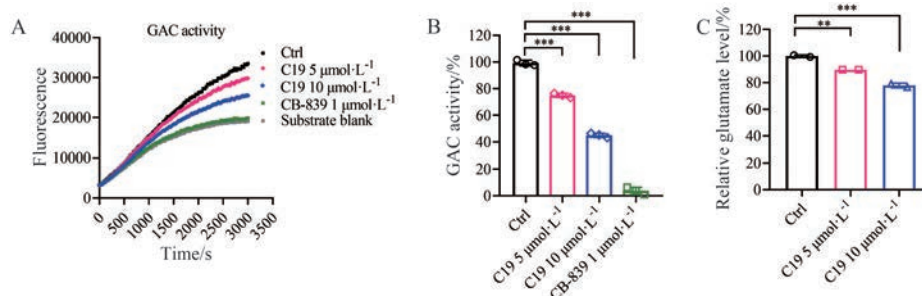 A
GAC activity
Fluorescence
40000
30000
20000
10000
0
0
500
1000
1500
2000
2500
3000
3500
Time/s
Ctrl
C19 5 μmol·L⁻¹
C19 10 μmol·L⁻¹
CB-839 1 μmol·L⁻¹
Substrate blank
B
GAC activity/%
120
100
80
60
40
20
0
***
***
***
Ctrl
C19 5 μmol·L⁻¹
C19 10 μmol·L⁻¹
CB-839 1 μmol·L⁻¹
C
Relative glutamate level/%
120
100
80
60
40
20
0
***
**
Ctrl
C19 5 μmol·L⁻¹
C19 10 μmol·L⁻¹